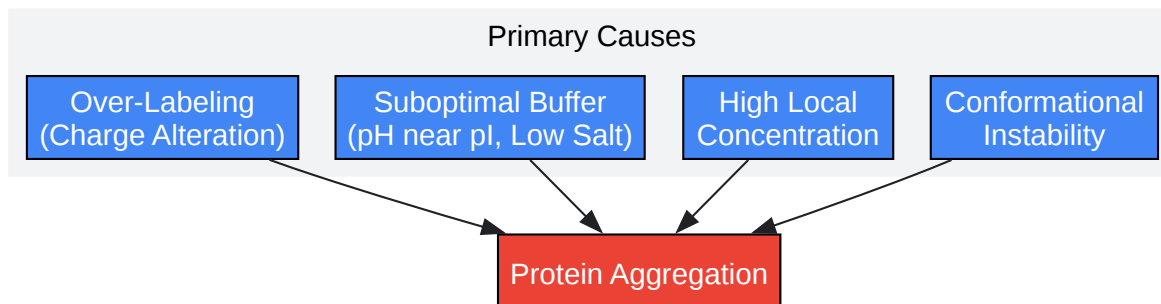 Primary Causes
Over-Labeling
(Charge Alteration)
Suboptimal Buffer
(pH near pI, Low Salt)
High Local
Concentration
Conformational
Instability
Protein Aggregation